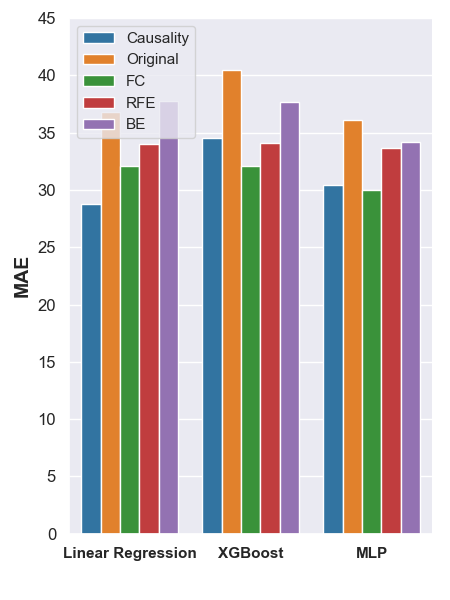 45
40
35
30
25
20
15
10
5
0
MAE
Causality
Original
FC
RFE
BE
Linear Regression
XGBoost
MLP